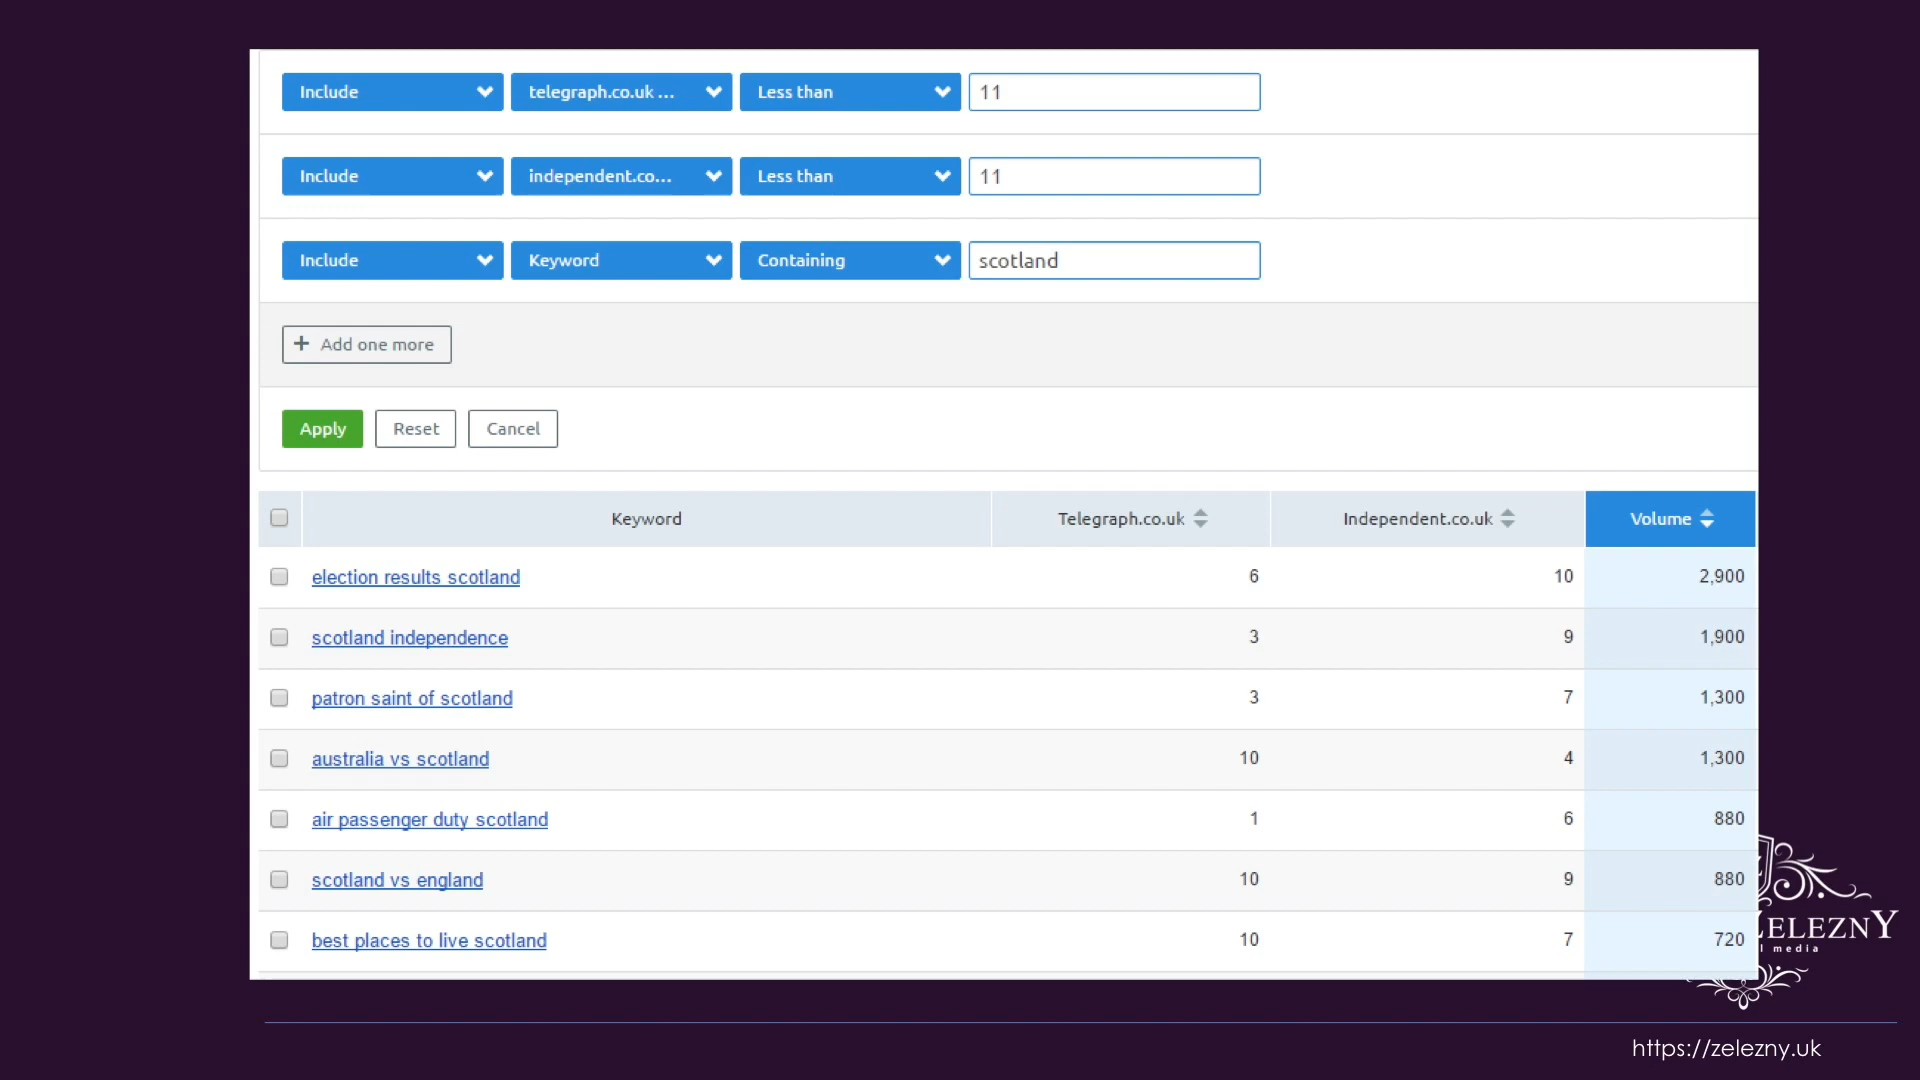 Include telegraph.co.uk ... Less than 11
Include independent.co... Less than 11
Include Keyword Containing scotland
+ Add one more
Apply Reset Cancel
Keyword Telegraph.co.uk Independent.co.uk Volume
election results scotland 6 10 2,900
scotland independence 3 9 1,900
patron saint of scotland 3 7 1,300
australia vs scotland 10 4 1,300
air passenger duty scotland 1 6 880
scotland vs england 10 9 880
best places to live scotland 10 7 720
ZELEZNY
media
https://zelezny.uk